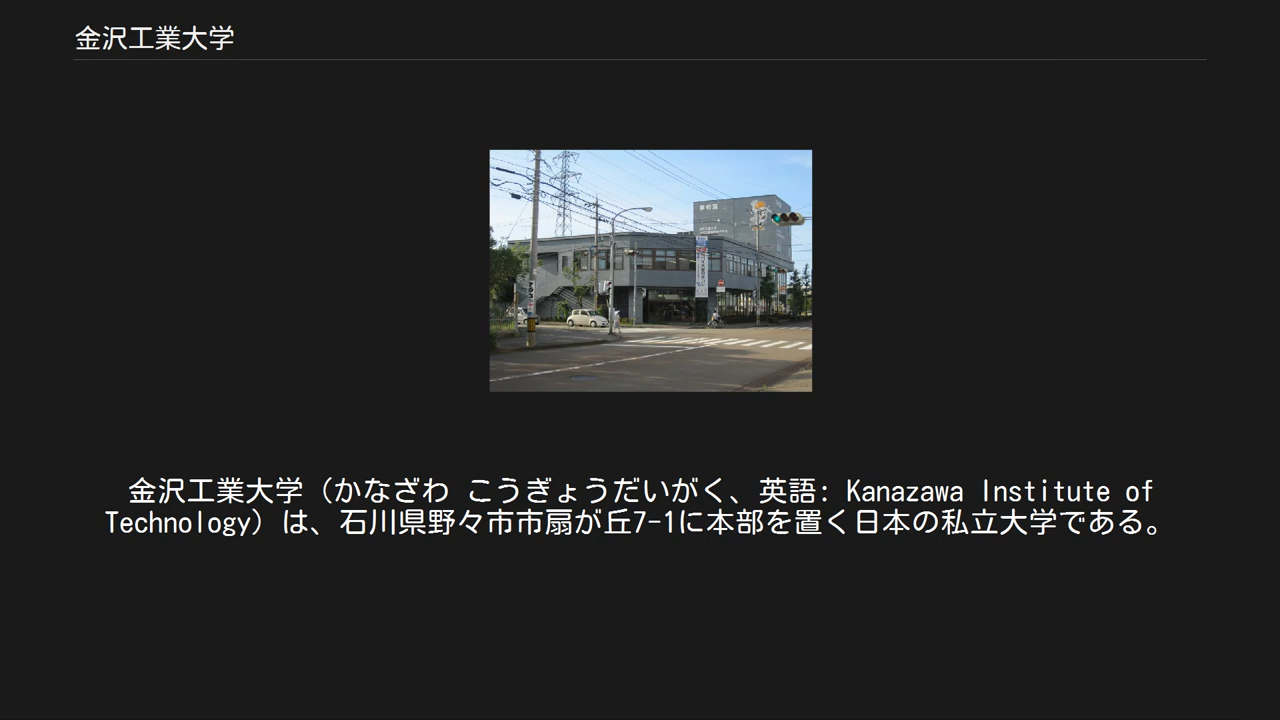 金沢工業大学
金沢工業大学（かなざわ こうぎょうだいがく、英語: Kanazawa Institute of
Technology）は、石川県野々市市扇が丘7-1に本部を置く日本の私立大学である。